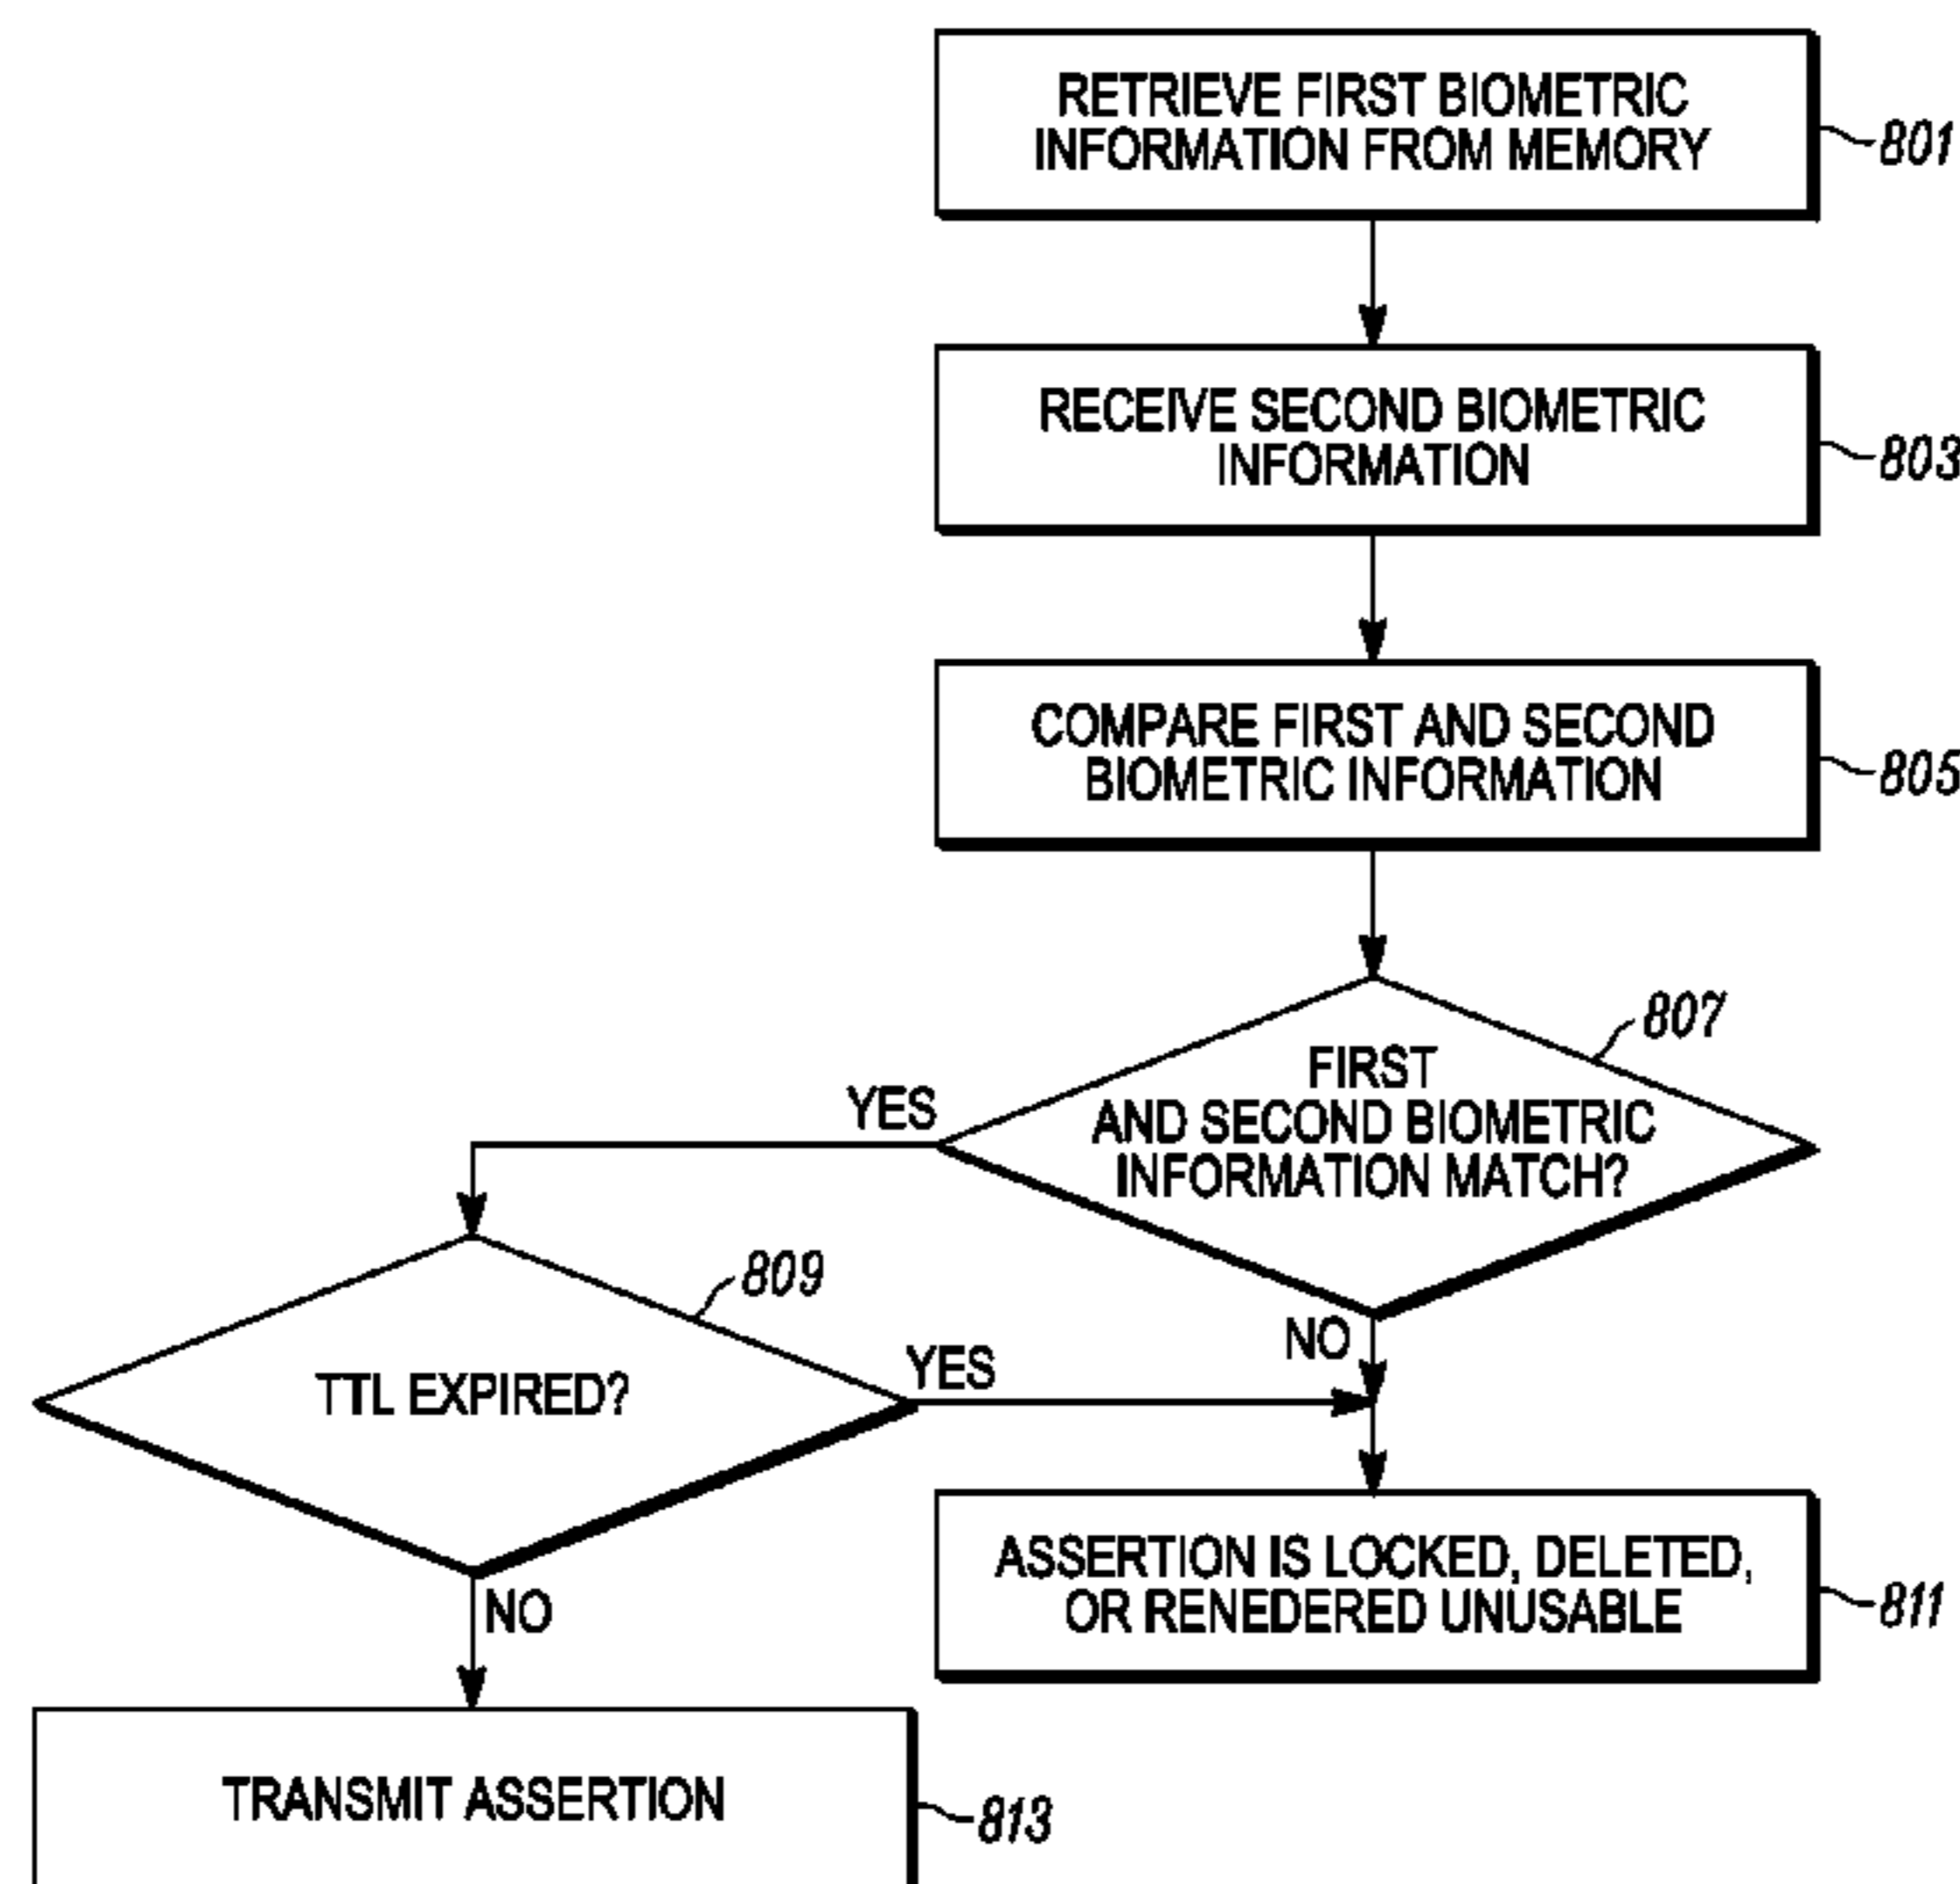 RETRIEVE FIRST BIOMETRIC
INFORMATION FROM MEMORY
801
RECEIVE SECOND BIOMETRIC
INFORMATION
803
COMPARE FIRST AND SECOND
BIOMETRIC INFORMATION
805
807
FIRST
AND SECOND BIOMETRIC
INFORMATION MATCH?
YES
NO
809
TTL EXPIRED?
YES
NO
ASSERTION IS LOCKED, DELETED,
OR RENEDERED UNUSABLE
811
TRANSMIT ASSERTION
813